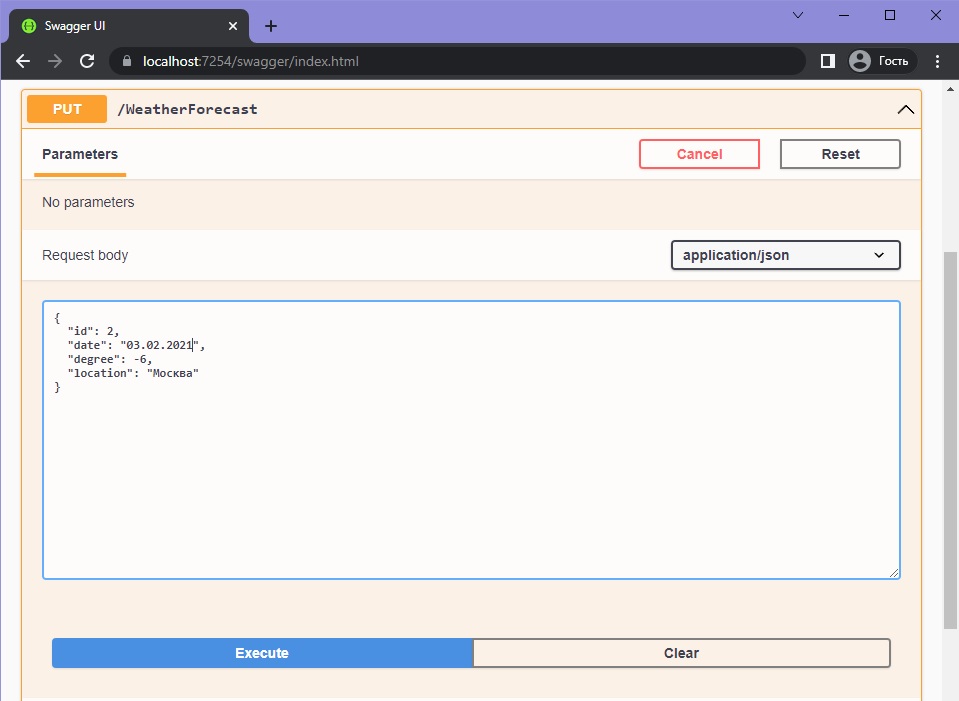 Swagger UI
localhost:7254/swagger/index.html
Гость
PUT /WeatherForecast
Parameters Cancel Reset
No parameters
Request body application/json
{
"id": 2,
"date": "03.02.2021",
"degree": -6,
"location": "Москва"
}
Execute Clear